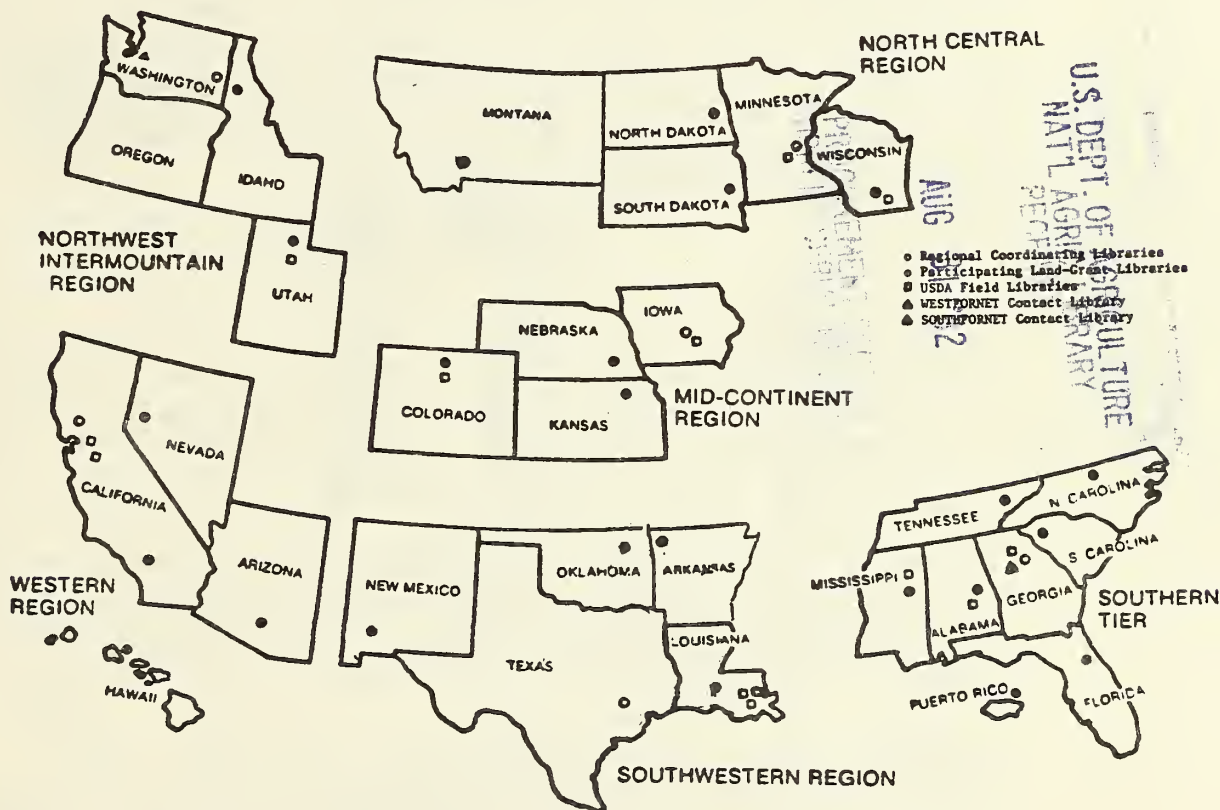 NORTH CENTRAL
REGION
WASHINGTON
OREGON
IDAHO
MONTANA
NORTH DAKOTA
MINNESOTA
SOUTH DAKOTA
WISCONSIN
NORTHWEST
INTERMOUNTAIN
REGION
UTAH
Regional Coordinating Libraries
Participating Land-Grant Libraries
USDA Field Libraries
WESTFORNET Contact Library
SOUTHFORNET Contact Library
U.S. DEPT. OF AGRICULTURE
NAT'L AGRIC. LIBRARY
AUG
NEBRASKA
IOWA
COLORADO
KANSAS
MID-CONTINENT
REGION
NEVADA
CALIFORNIA
ARIZONA
WESTERN
REGION
HAWAII
NEW MEXICO
OKLAHOMA
ARKANSAS
TEXAS
LOUISIANA
SOUTHWESTERN REGION
TENNESSEE
N CAROLINA
S CAROLINA
MISSISSIPPI
ALABAMA
GEORGIA
SOUTHERN
TIER
PUERTO RICO
FLORIDA